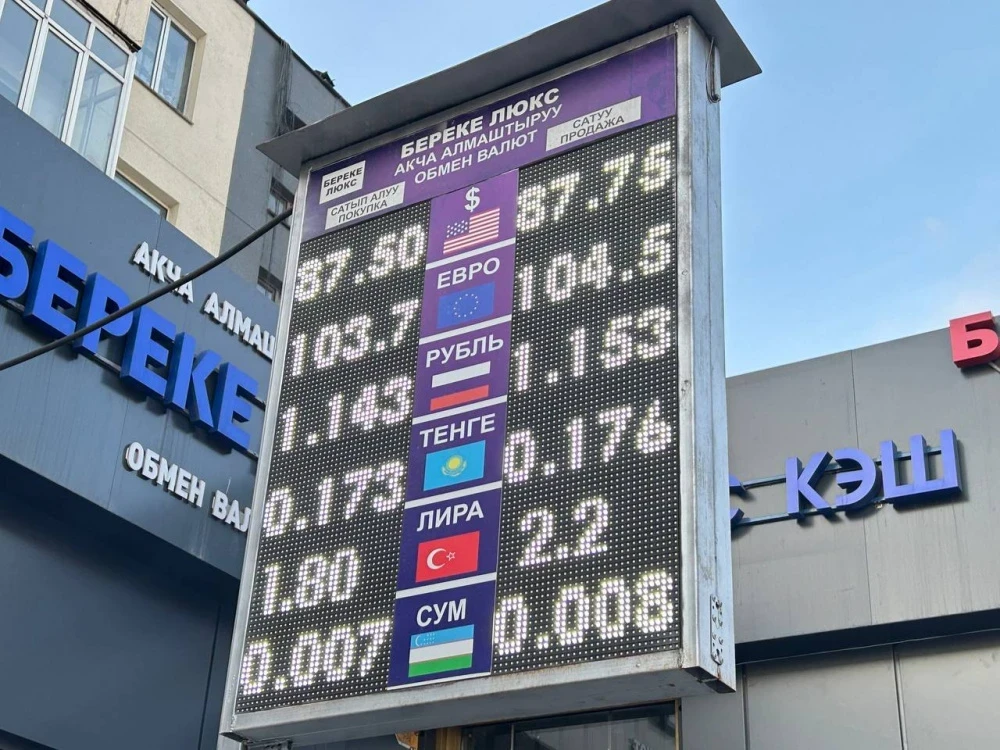 БЕРЕКЕ ЛЮКС
АКЧА АЛМАШТЫРУУ
ОБМЕН ВАЛЮТ
БЕРЕКЕ
ЛЮКС
САТЫП АЛУУ
ПОКУПКА
САТУУ
ПРОДАЖА
87.50 $ 87.75
103.7 ЕВРО 104.5
1.143 РУБЛЬ 1.153
0.173 ТЕНГЕ 0.176
1.80 ЛИРА 2.2
0.007 СУМ 0.008
АКЧА АЛМАШ
БЕРЕКЕ
ОБМЕН ВАЛ
С КЭШ
Б